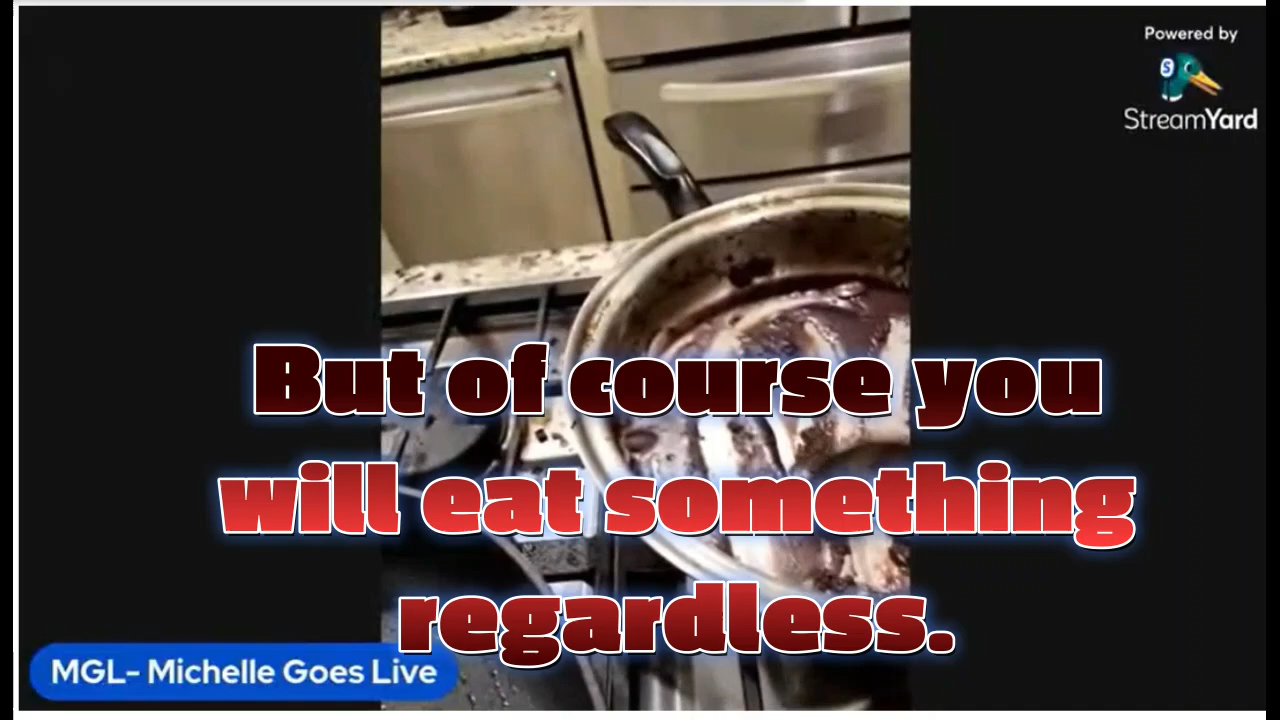 Powered by
StreamYard
But of course you
will eat something
regardless.
MGL- Michelle Goes Live